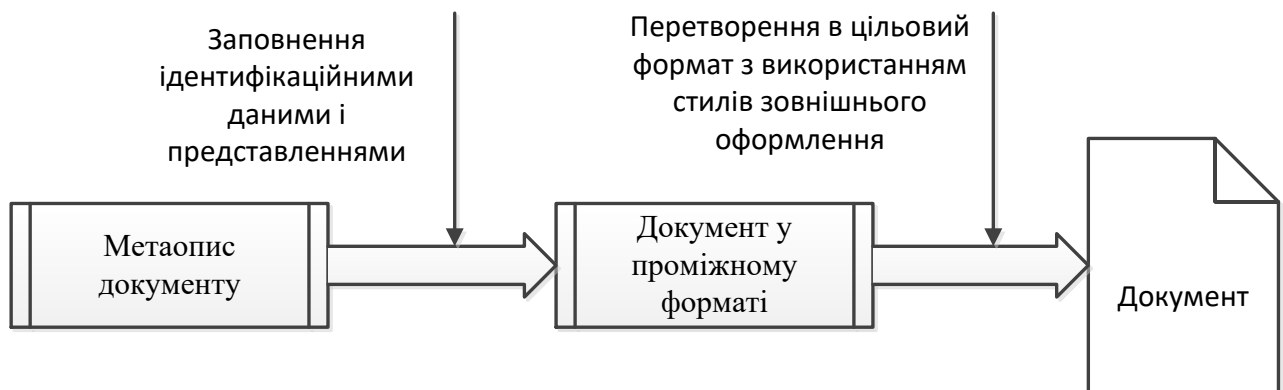 Заповнення
ідентифікаційними
даними і
представленнями
Перетворення в цільовий
формат з використанням
стилів зовнішнього
оформлення
Метаопис
документу
Документ у
проміжному
форматі
Документ